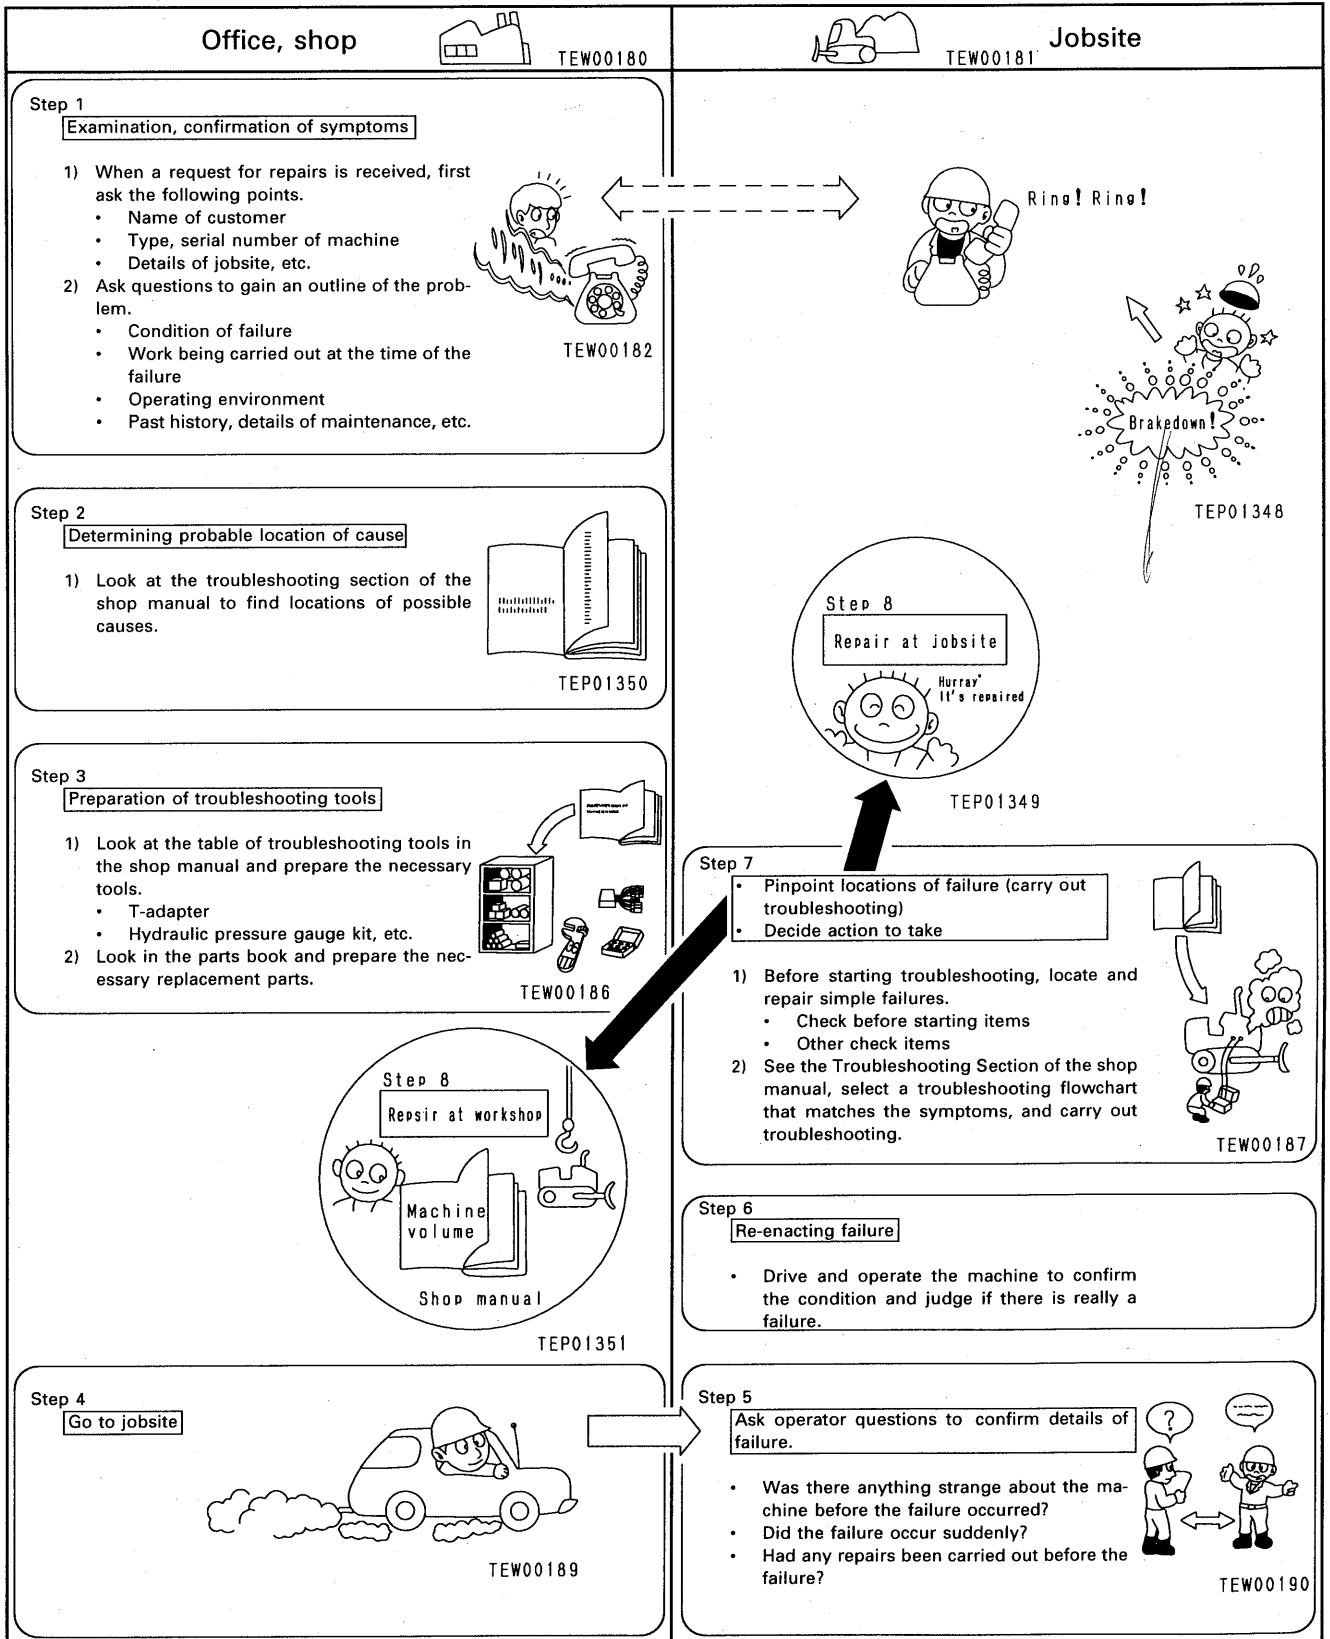 Office, shop
TEW00180
TEW00181
Jobsite
Step 1
Examination, confirmation of symptoms
1) When a request for repairs is received, first
ask the following points.
• Name of customer
• Type, serial number of machine
• Details of jobsite, etc.
2) Ask questions to gain an outline of the prob-
lem.
• Condition of failure
• Work being carried out at the time of the
failure
• Operating environment
• Past history, details of maintenance, etc.
TEW00182
Ring! Ring!
Brakedown!
TEP01348
Step 2
Determining probable location of cause
1) Look at the troubleshooting section of the
shop manual to find locations of possible
causes.
TEP01350
Step 8
Repair at jobsite
Hurray'
It's repaired
TEP01349
Step 3
Preparation of troubleshooting tools
1) Look at the table of troubleshooting tools in
the shop manual and prepare the necessary
tools.
• T-adapter
• Hydraulic pressure gauge kit, etc.
2) Look in the parts book and prepare the nec-
essary replacement parts.
TEW00186
Step 7
• Pinpoint locations of failure (carry out
troubleshooting)
• Decide action to take
1) Before starting troubleshooting, locate and
repair simple failures.
• Check before starting items
• Other check items
2) See the Troubleshooting Section of the shop
manual, select a troubleshooting flowchart
that matches the symptoms, and carry out
troubleshooting.
TEW00187
Step 8
Repsir at workshop
Machine
volume
Shop manual
TEP01351
Step 6
Re-enacting failure
• Drive and operate the machine to confirm
the condition and judge if there is really a
failure.
Step 4
Go to jobsite
TEW00189
Step 5
Ask operator questions to confirm details of
failure.
?
• Was there anything strange about the ma-
chine before the failure occurred?
• Did the failure occur suddenly?
• Had any repairs been carried out before the
failure?
TEW00190